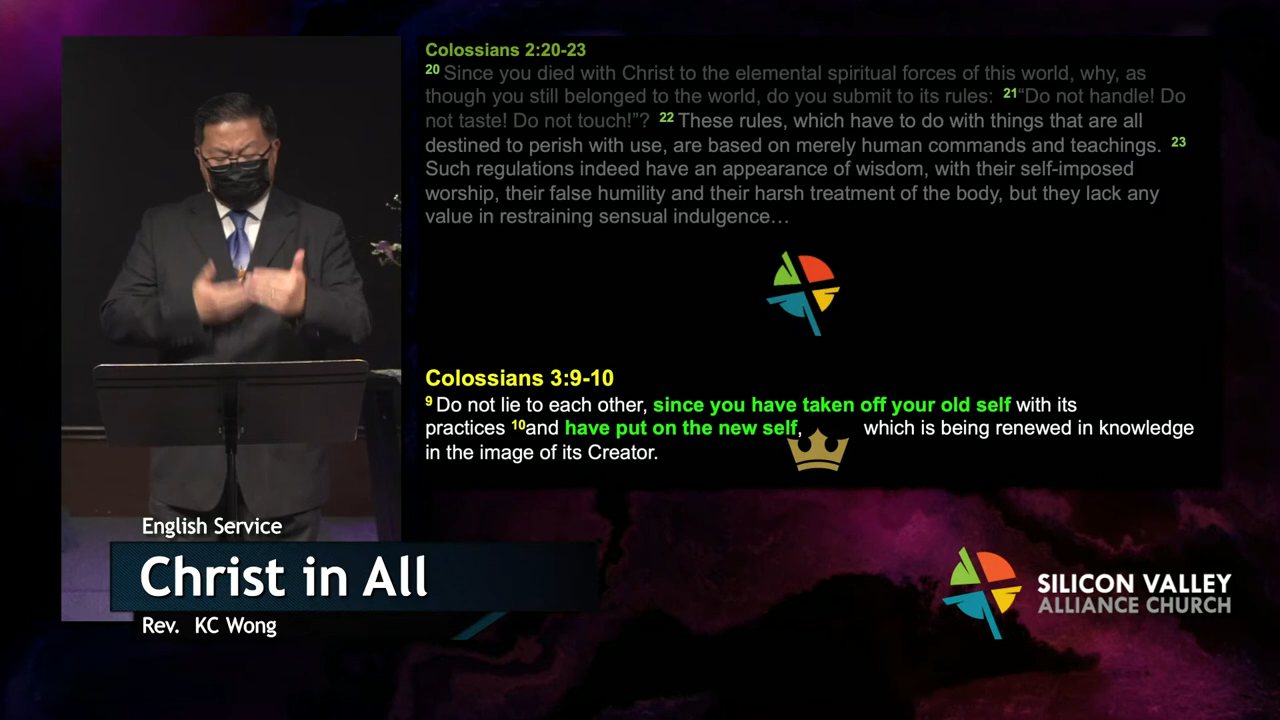 Colossians 2:20-23
20 Since you died with Christ to the elemental spiritual forces of this world, why, as
though you still belonged to the world, do you submit to its rules: 21“Do not handle! Do
not taste! Do not touch!”? 22 These rules, which have to do with things that are all
destined to perish with use, are based on merely human commands and teachings. 23
Such regulations indeed have an appearance of wisdom, with their self-imposed
worship, their false humility and their harsh treatment of the body, but they lack any
value in restraining sensual indulgence…
Colossians 3:9-10
9 Do not lie to each other, since you have taken off your old self with its
practices 10and have put on the new self, which is being renewed in knowledge
in the image of its Creator.
English Service
Christ in All
Rev. KC Wong
SILICON VALLEY
ALLIANCE CHURCH